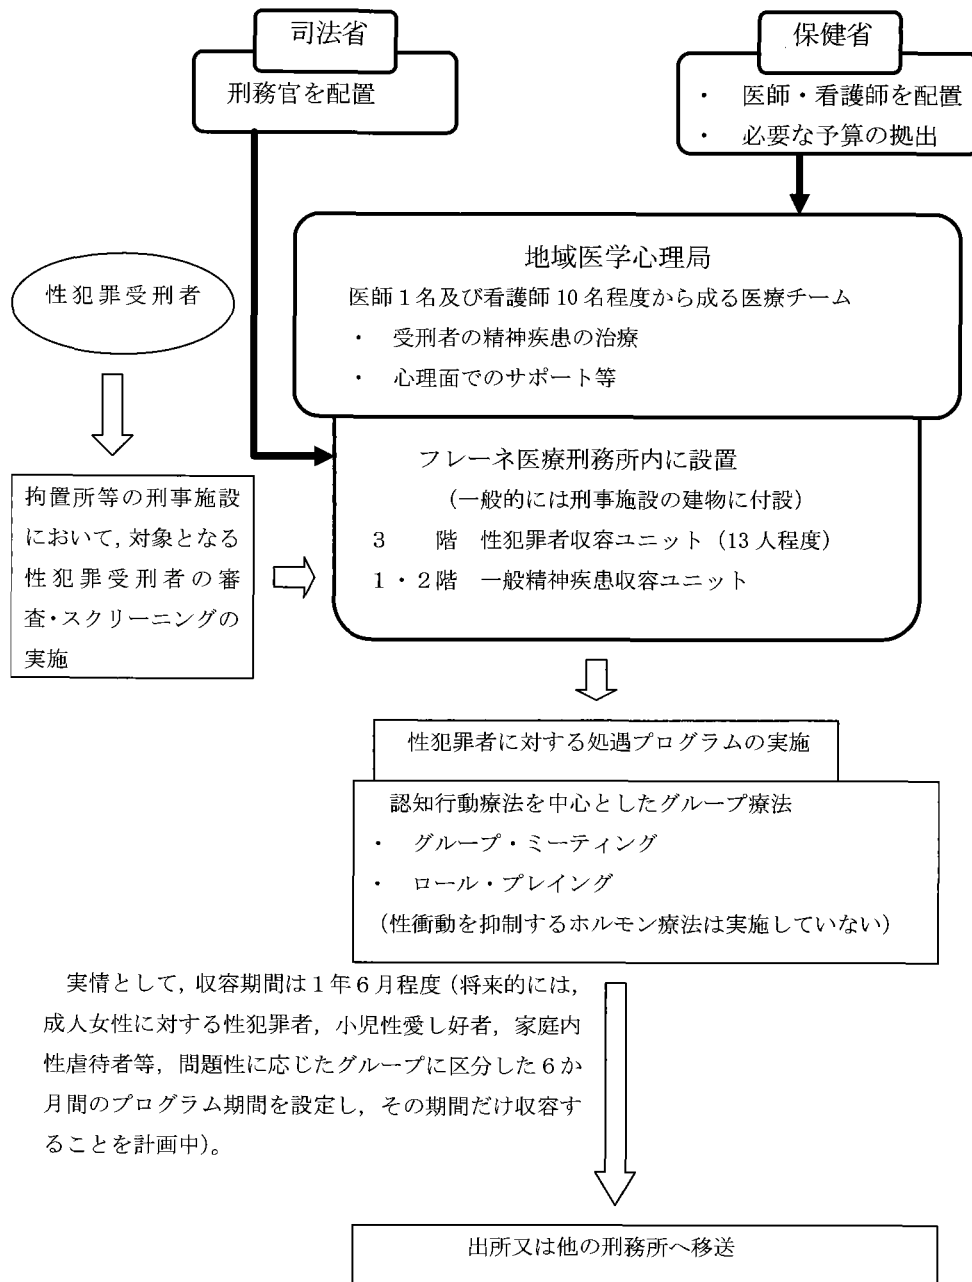 司法省
刑務官を配置
保健省
・ 医師・看護師を配置
・ 必要な予算の拠出
地域医学心理局
医師1名及び看護師10名程度から成る医療チーム
・ 受刑者の精神疾患の治療
・ 心理面でのサポート等
性犯罪受刑者
フレーネ医療刑務所内に設置
(一般的には刑事施設の建物に付設)
3 階 性犯罪者収容ユニット(13人程度)
1・2階 一般精神疾患収容ユニット
拘置所等の刑事施設
において,対象となる
性犯罪受刑者の審
査・スクリーニングの
実施
性犯罪者に対する処遇プログラムの実施
認知行動療法を中心としたグループ療法
・ グループ・ミーティング
・ ロール・プレイング
(性衝動を抑制するホルモン療法は実施していない)
実情として,収容期間は1年6月程度(将来的には,
成人女性に対する性犯罪者,小児性愛し好者,家庭内
性虐待者等,問題性に応じたグループに区分した6か
月間のプログラム期間を設定し,その期間だけ収容す
ることを計画中)。
出所又は他の刑務所へ移送